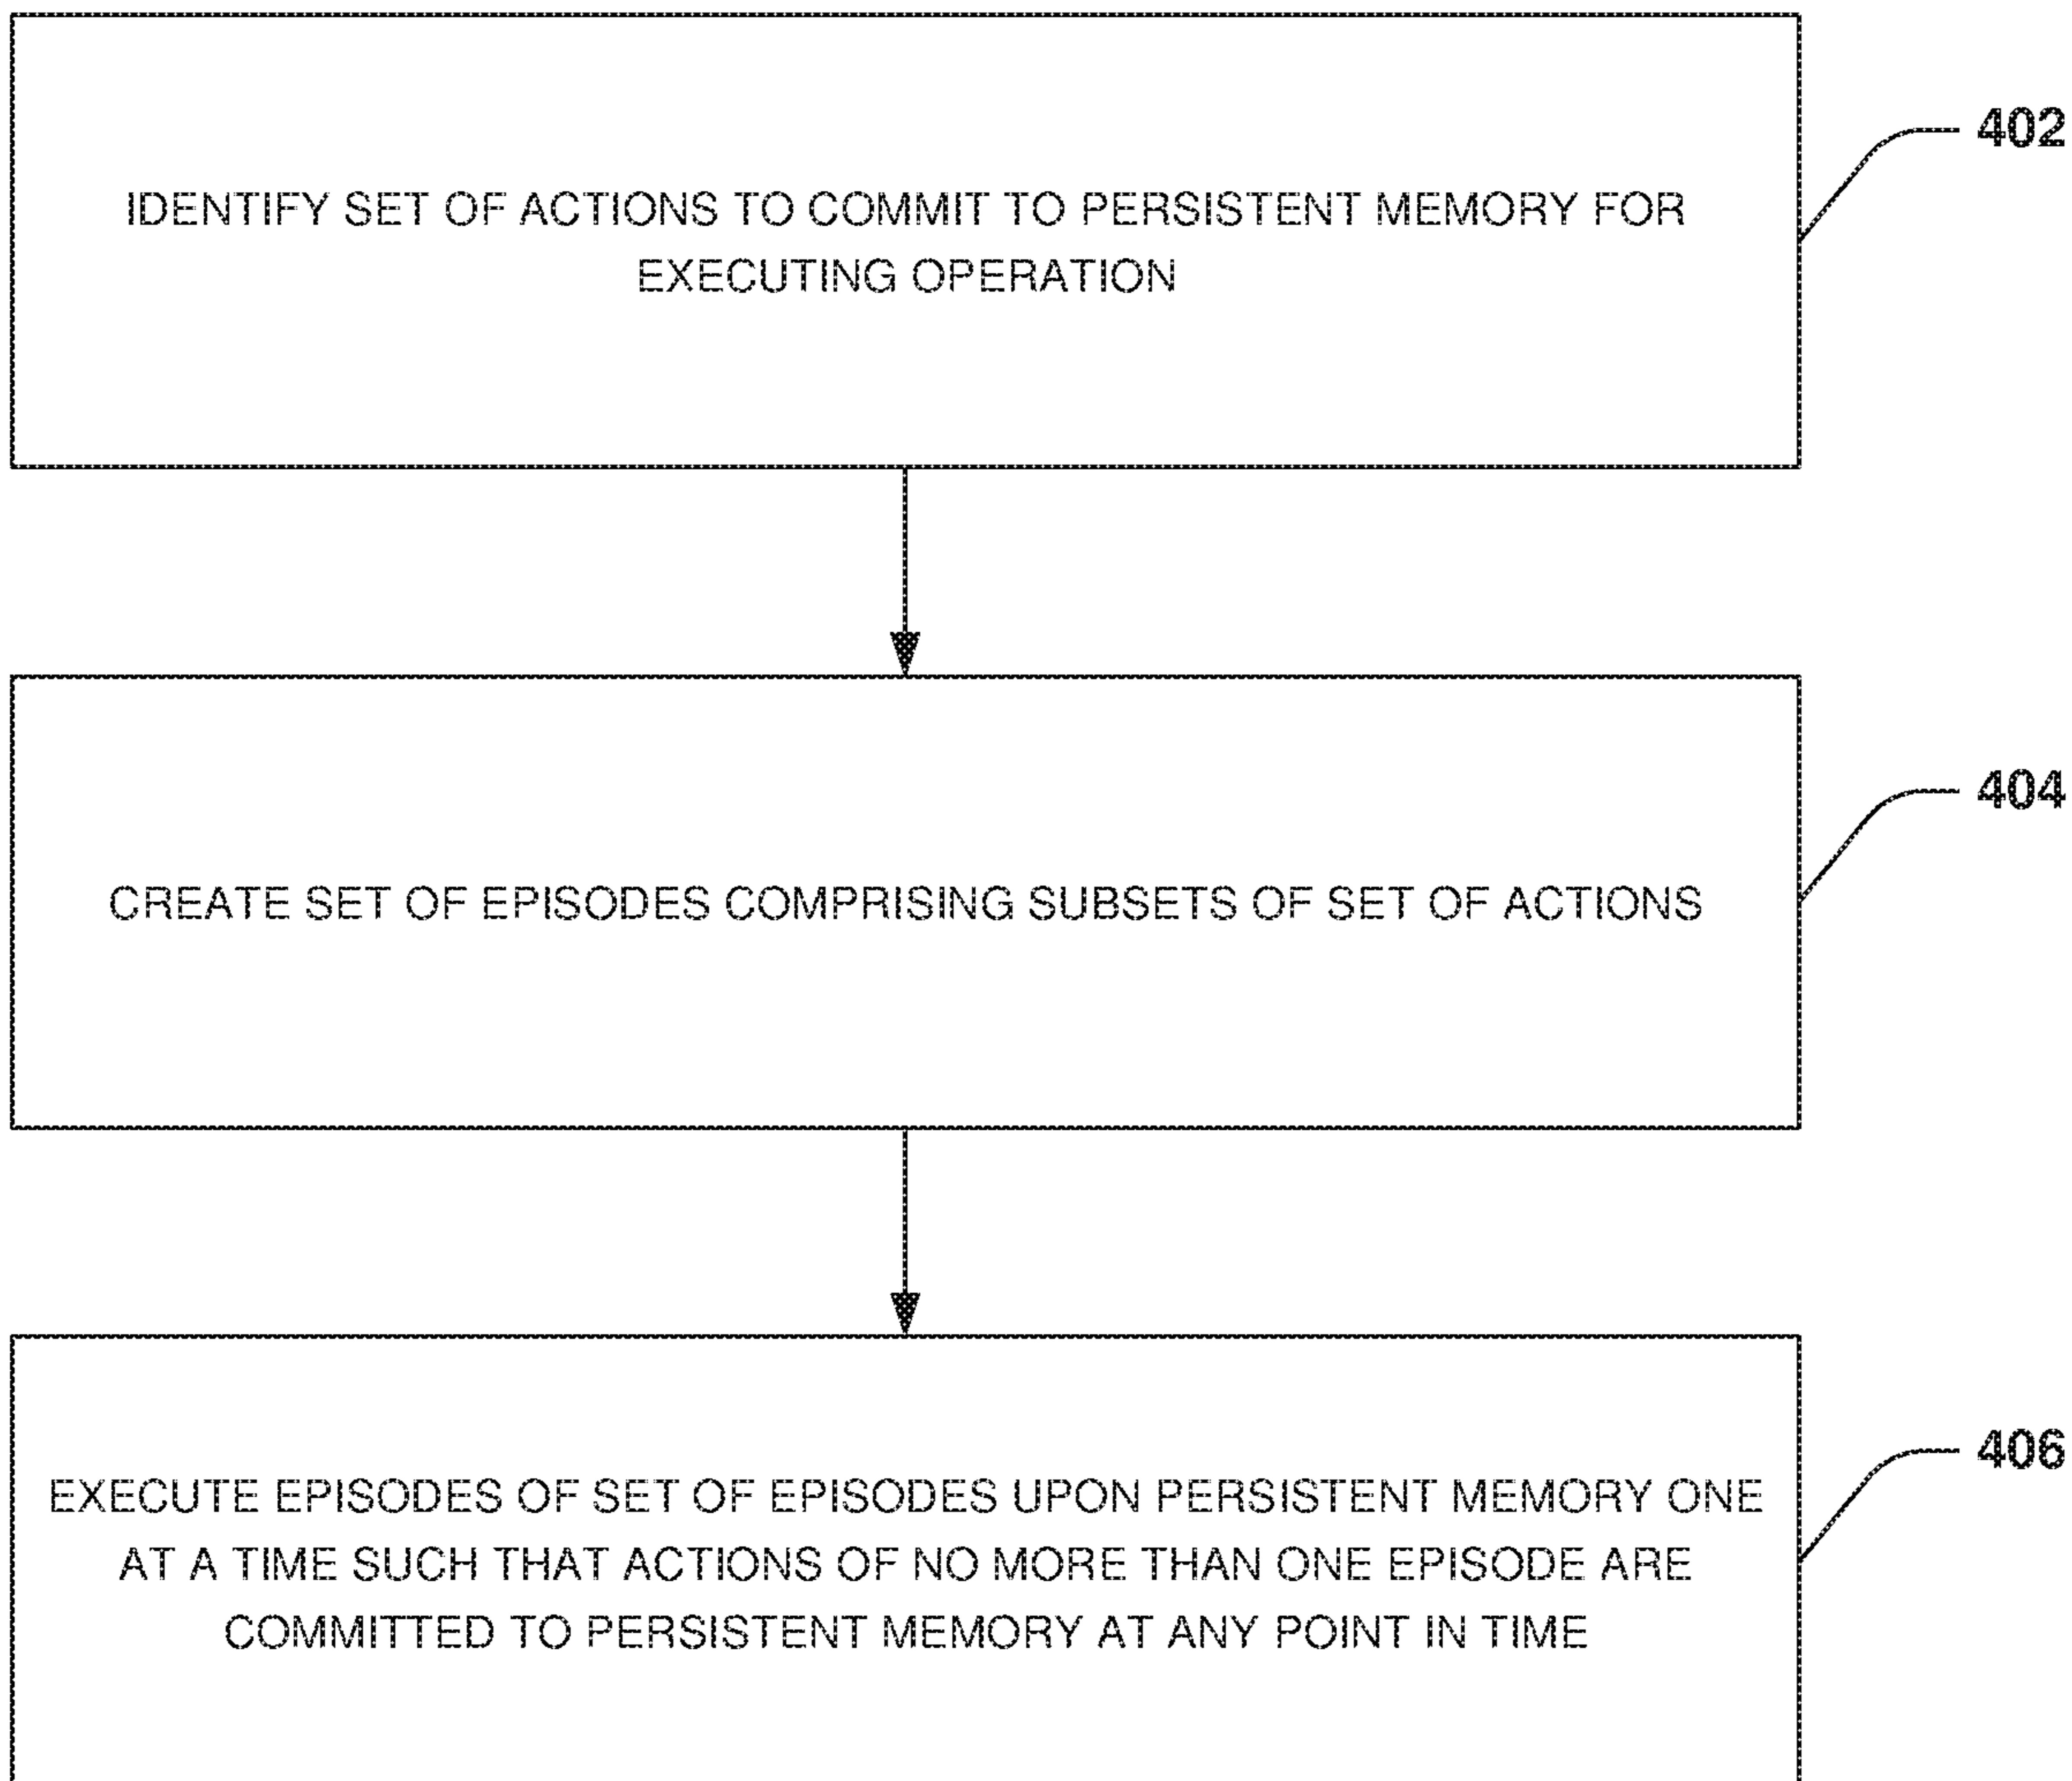 402
IDENTIFY SET OF ACTIONS TO COMMIT TO PERSISTENT MEMORY FOR
EXECUTING OPERATION
404
CREATE SET OF EPISODES COMPRISING SUBSETS OF SET OF ACTIONS
406
EXECUTE EPISODES OF SET OF EPISODES UPON PERSISTENT MEMORY ONE
AT A TIME SUCH THAT ACTIONS OF NO MORE THAN ONE EPISODE ARE
COMMITTED TO PERSISTENT MEMORY AT ANY POINT IN TIME